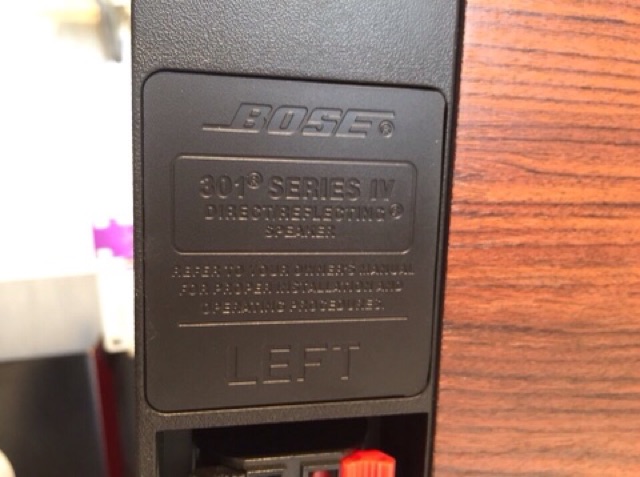 BOSE®
301® SERIES IV
DIRECT/REFLECTING®
SPEAKER
REFER TO YOUR OWNER'S MANUAL
FOR PROPER INSTALLATION AND
OPERATING PROCEDURES.
LEFT